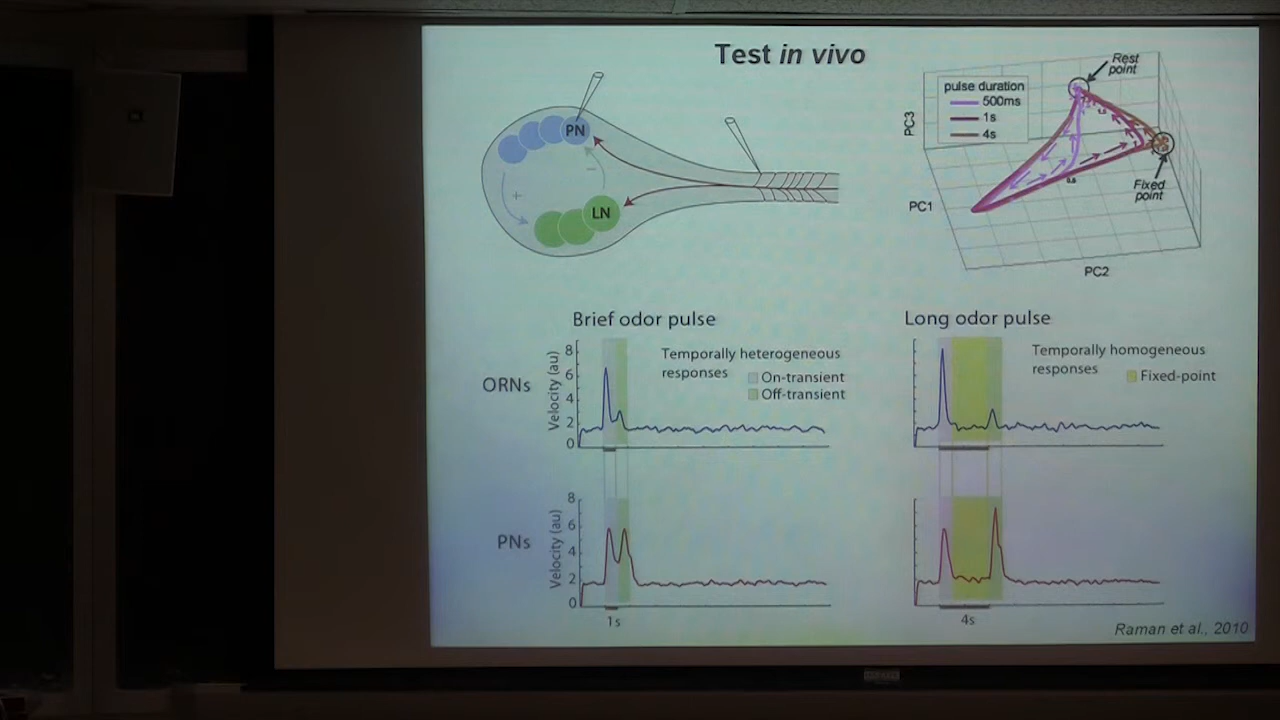 Test in vivo
PN
LN
+
−
pulse duration
500ms
1s
4s
Rest
point
Fixed
point
PC3
PC1
PC2
Brief odor pulse
Long odor pulse
ORNs
Velocity (au)
8
6
4
2
0
Temporally heterogeneous
responses
On-transient
Off-transient
Temporally homogeneous
responses
Fixed-point
PNs
Velocity (au)
8
6
4
2
0
1s
4s
Raman et al., 2010